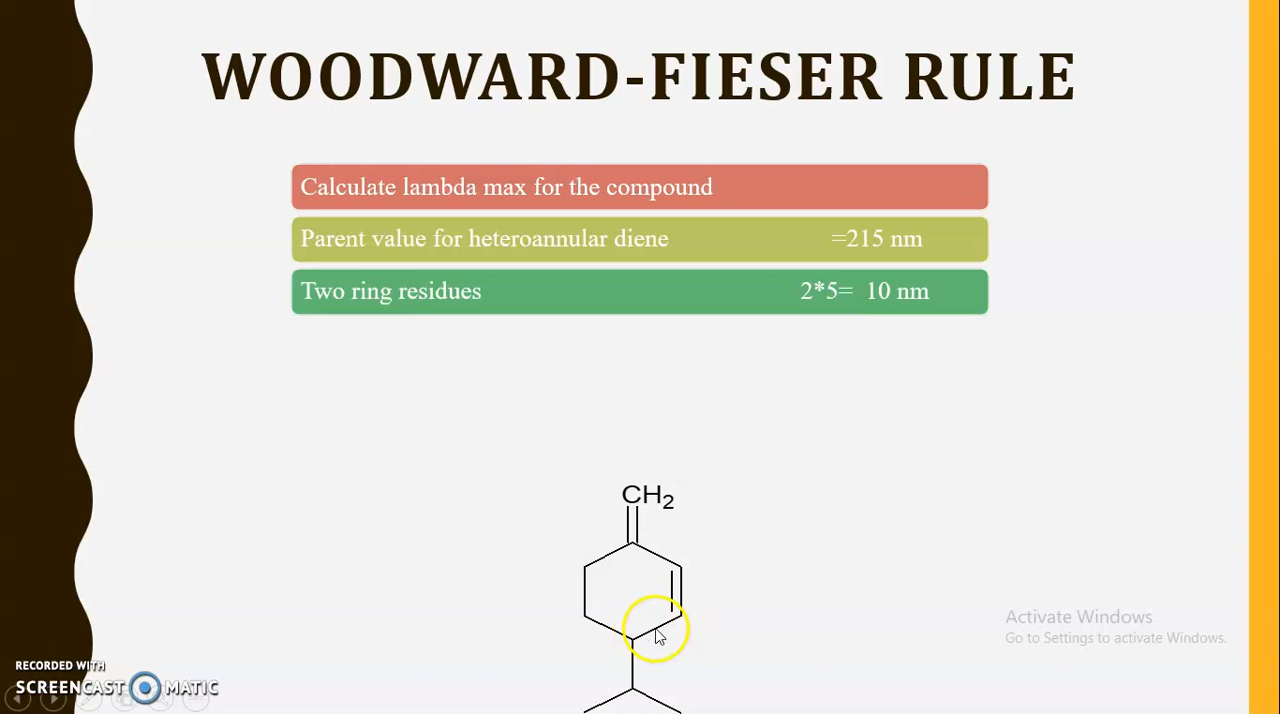 WOODWARD-FIESER RULE
Calculate lambda max for the compound
Parent value for heteroannular diene =215 nm
Two ring residues 2*5= 10 nm
CH2
Activate Windows
Go to Settings to activate Windows.
RECORDED WITH
SCREENCAST MATIC